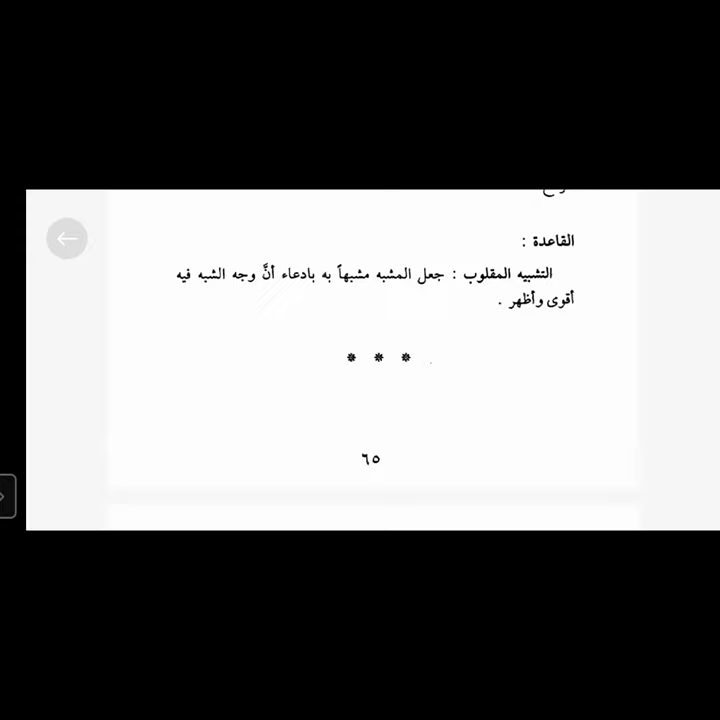 القاعدة :
التشبيه المقلوب : جعل المشبه مشبهاً به بادعاء أنَّ وجه الشبه فيه
أقوى وأظهر .
* * *
٦٥